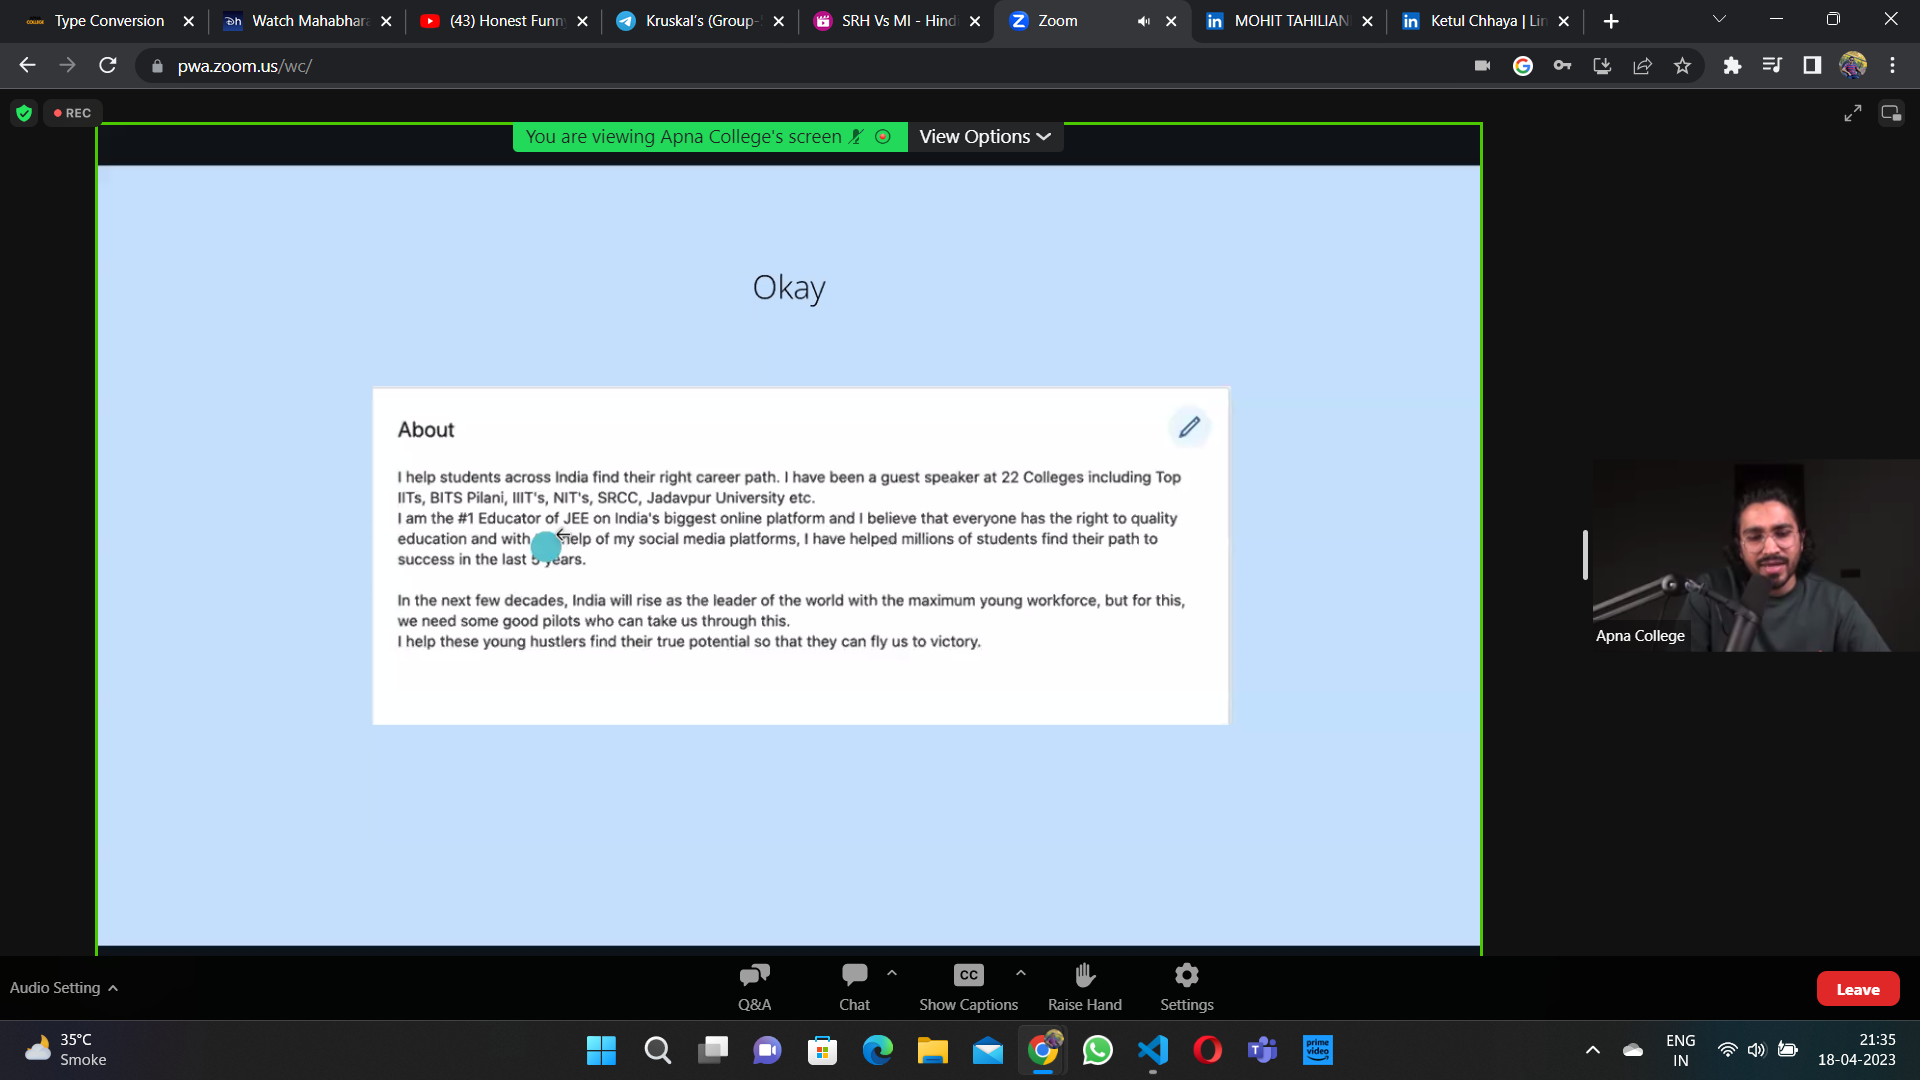 Type Conversion
Watch Mahabhara
(43) Honest Funn
Kruskal's (Group-
SRH Vs MI - Hindi
Zoom
MOHIT TAHILIAN
Ketul Chhaya | Lin
pwa.zoom.us/wc/
REC
You are viewing Apna College's screen
View Options
Okay
About
I help students across India find their right career path. I have been a guest speaker at 22 Colleges including Top
IITs, BITS Pilani, IIIT's, NIT's, SRCC, Jadavpur University etc.
I am the #1 Educator of JEE on India's biggest online platform and I believe that everyone has the right to quality
education and with help of my social media platforms, I have helped millions of students find their path to
success in the last 5 years.
In the next few decades, India will rise as the leader of the world with the maximum young workforce, but for this,
we need some good pilots who can take us through this.
I help these young hustlers find their true potential so that they can fly us to victory.
Apna College
Audio Setting
Q&A
Chat
CC
Show Captions
Raise Hand
Settings
Leave
35°C
Smoke
prime
video
ENG
IN
21:35
18-04-2023